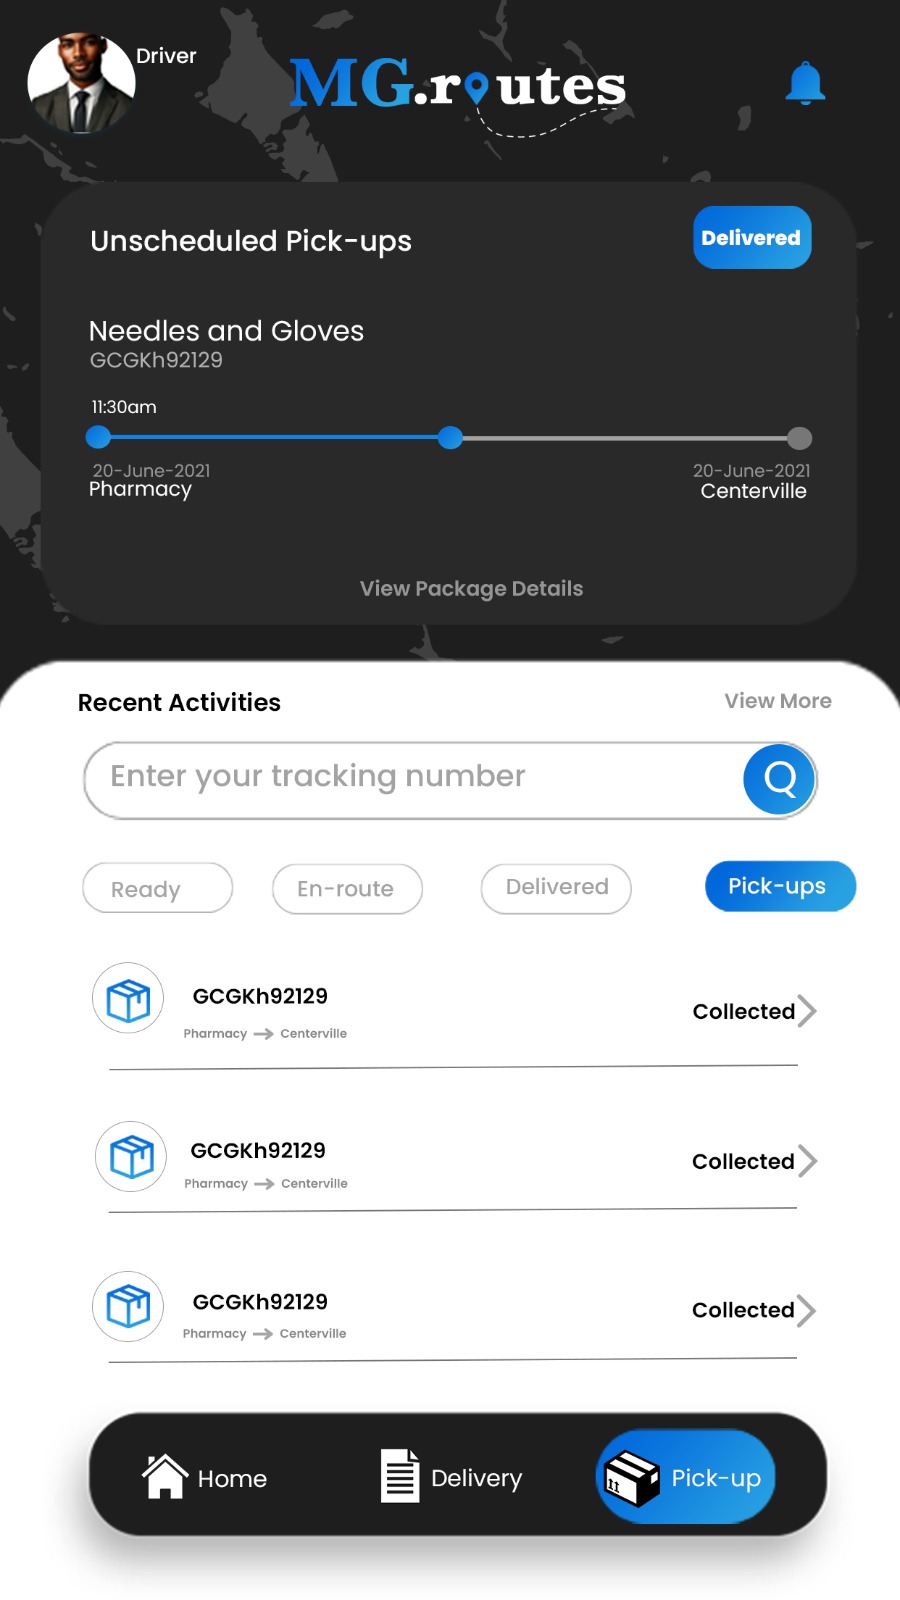 Driver
MG.routes
Unscheduled Pick-ups
Delivered
Needles and Gloves
GCGKh92129
11:30am
20-June-2021
20-June-2021
Pharmacy
Centerville
View Package Details
Recent Activities
View More
Enter your tracking number
Ready
En-route
Delivered
Pick-ups
GCGKh92129
Pharmacy → Centerville
Collected
GCGKh92129
Pharmacy → Centerville
Collected
GCGKh92129
Pharmacy → Centerville
Collected
Home
Delivery
Pick-up